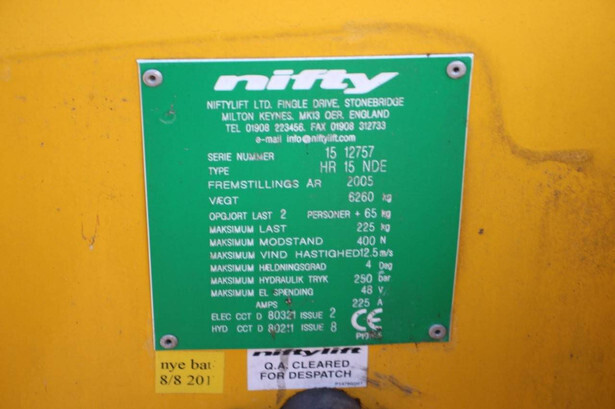 nifty
NIFTYLIFT LTD. FINGLE DRIVE, STONEBRIDGE
MILTON KEYNES. MK13 OER. ENGLAND
TEL 01908 223456. FAX 01908 312733
e-mail info@niftylift.com
SERIE NUMMER 15 12757
TYPE HR 15 NDE
FREMSTILLINGS ÅR 2005
VÆGT 6260 kg
OPGJORT LAST 2 PERSONER + 65 kg
MAKSIMUM LAST 225 kg
MAKSIMUM MODSTAND 400 N
MAKSIMUM VIND HASTIGHED 12.5 m/s
MAKSIMUM HÆLDNINGSGRAD 4 Deg
MAKSIMUM HYDRAULIK TRYK 250 bar
MAKSIMUM EL SPENDING 48 V.
AMPS 225 A
ELEC CCT D 80321 ISSUE 2
HYD CCT D 80211 ISSUE 8
CE
niftylift
Q.A. CLEARED
FOR DESPATCH
nye bat
8/8 201